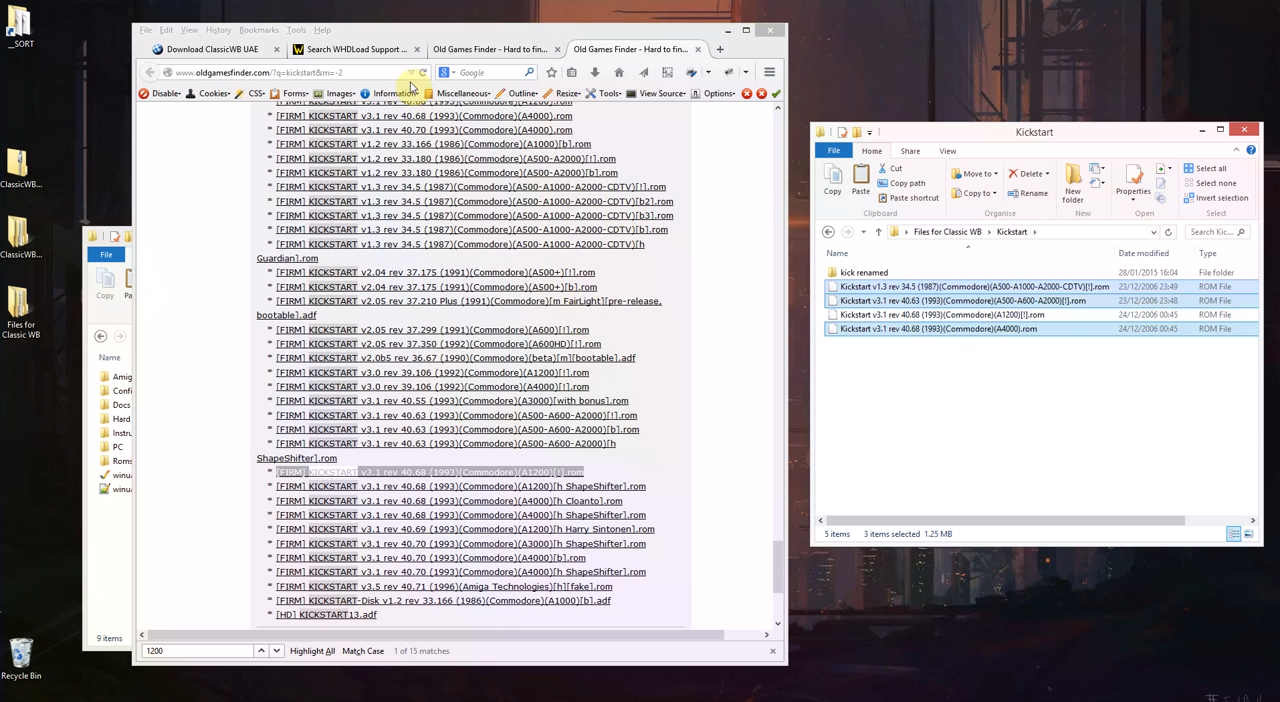 __SORT
ClassicWB...
ClassicWB...
Files for
Classic WB
Recycle Bin
File Edit View History Bookmarks Tools Help
Download ClassicWB UAE
Search WHDLoad Support ...
Old Games Finder - Hard to fin...
Old Games Finder - Hard to fin...
www.oldgamesfinder.com/?q=kickstart&m=-2
Google
Disable▾ Cookies▾ CSS▾ Forms▾ Images▾ Information▾ Miscellaneous▾ Outline▾ Resize▾ Tools▾ View Source▾ Options▾
* [FIRM] KICKSTART v3.1 rev 40.68 (1993)(Commodore)(A4000).rom
* [FIRM] KICKSTART v3.1 rev 40.70 (1993)(Commodore)(A4000).rom
* [FIRM] KICKSTART v1.2 rev 33.166 (1986)(Commodore)(A1000)[b].rom
* [FIRM] KICKSTART v1.2 rev 33.180 (1986)(Commodore)(A500-A2000)[!].rom
* [FIRM] KICKSTART v1.2 rev 33.180 (1986)(Commodore)(A500-A2000)[b].rom
* [FIRM] KICKSTART v1.3 rev 34.5 (1987)(Commodore)(A500-A1000-A2000-CDTV)[!].rom
* [FIRM] KICKSTART v1.3 rev 34.5 (1987)(Commodore)(A500-A1000-A2000-CDTV)[b2].rom
* [FIRM] KICKSTART v1.3 rev 34.5 (1987)(Commodore)(A500-A1000-A2000-CDTV)[b3].rom
* [FIRM] KICKSTART v1.3 rev 34.5 (1987)(Commodore)(A500-A1000-A2000-CDTV)[b].rom
* [FIRM] KICKSTART v1.3 rev 34.5 (1987)(Commodore)(A500-A1000-A2000-CDTV)[h
Guardian].rom
* [FIRM] KICKSTART v2.04 rev 37.175 (1991)(Commodore)(A500+)[!].rom
* [FIRM] KICKSTART v2.04 rev 37.175 (1991)(Commodore)(A500+)[b].rom
* [FIRM] KICKSTART v2.05 rev 37.210 Plus (1991)(Commodore)[m FairLight][pre-release,
bootable].adf
* [FIRM] KICKSTART v2.05 rev 37.299 (1991)(Commodore)(A600)[!].rom
* [FIRM] KICKSTART v2.05 rev 37.350 (1992)(Commodore)(A600HD)[!].rom
* [FIRM] KICKSTART v2.0b5 rev 36.67 (1990)(Commodore)(beta)[m][bootable].adf
* [FIRM] KICKSTART v3.0 rev 39.106 (1992)(Commodore)(A1200)[!].rom
* [FIRM] KICKSTART v3.0 rev 39.106 (1992)(Commodore)(A4000)[!].rom
* [FIRM] KICKSTART v3.1 rev 40.55 (1993)(Commodore)(A3000)[with bonus].rom
* [FIRM] KICKSTART v3.1 rev 40.63 (1993)(Commodore)(A500-A600-A2000)[!].rom
* [FIRM] KICKSTART v3.1 rev 40.63 (1993)(Commodore)(A500-A600-A2000)[b].rom
* [FIRM] KICKSTART v3.1 rev 40.63 (1993)(Commodore)(A500-A600-A2000)[h
ShapeShifter].rom
* [FIRM] KICKSTART v3.1 rev 40.68 (1993)(Commodore)(A1200)[!].rom
* [FIRM] KICKSTART v3.1 rev 40.68 (1993)(Commodore)(A1200)[h ShapeShifter].rom
* [FIRM] KICKSTART v3.1 rev 40.68 (1993)(Commodore)(A4000)[h Cloanto].rom
* [FIRM] KICKSTART v3.1 rev 40.68 (1993)(Commodore)(A4000)[h ShapeShifter].rom
* [FIRM] KICKSTART v3.1 rev 40.69 (1993)(Commodore)(A1200)[h Harry Sintonen].rom
* [FIRM] KICKSTART v3.1 rev 40.70 (1993)(Commodore)(A3000)[h ShapeShifter].rom
* [FIRM] KICKSTART v3.1 rev 40.70 (1993)(Commodore)(A4000)[b].rom
* [FIRM] KICKSTART v3.1 rev 40.70 (1993)(Commodore)(A4000)[h ShapeShifter].rom
* [FIRM] KICKSTART v3.5 rev 40.71 (1996)(Amiga Technologies)[h][fake].rom
* [FIRM] KICKSTART-Disk v1.2 rev 33.166 (1986)(Commodore)(A1000)[b].adf
* [HD] KICKSTART13.adf
1200 Highlight All Match Case 1 of 15 matches
File
Copy
Name
Amig
Confi
Docs
Hard
Instru
PC
Roms
winua
winua
9 items
Kickstart
File Home Share View
Copy Paste
Cut
Copy path
Paste shortcut
Clipboard
Move to▾
Copy to▾
Delete▾
Rename
Organise
New
folder
New
Properties
Open
Select all
Select none
Invert selection
Select
Files for Classic WB ▸ Kickstart ▸
Search Kic...
Name Date modified Type
kick renamed 28/01/2015 16:04 File folder
Kickstart v1.3 rev 34.5 (1987)(Commodore)(A500-A1000-A2000-CDTV)[!].rom 23/12/2006 23:49 ROM File
Kickstart v3.1 rev 40.63 (1993)(Commodore)(A500-A600-A2000)[!].rom 23/12/2006 23:48 ROM File
Kickstart v3.1 rev 40.68 (1993)(Commodore)(A1200)[!].rom 24/12/2006 00:45 ROM File
Kickstart v3.1 rev 40.68 (1993)(Commodore)(A4000).rom 24/12/2006 00:45 ROM File
5 items 3 items selected 1.25 MB